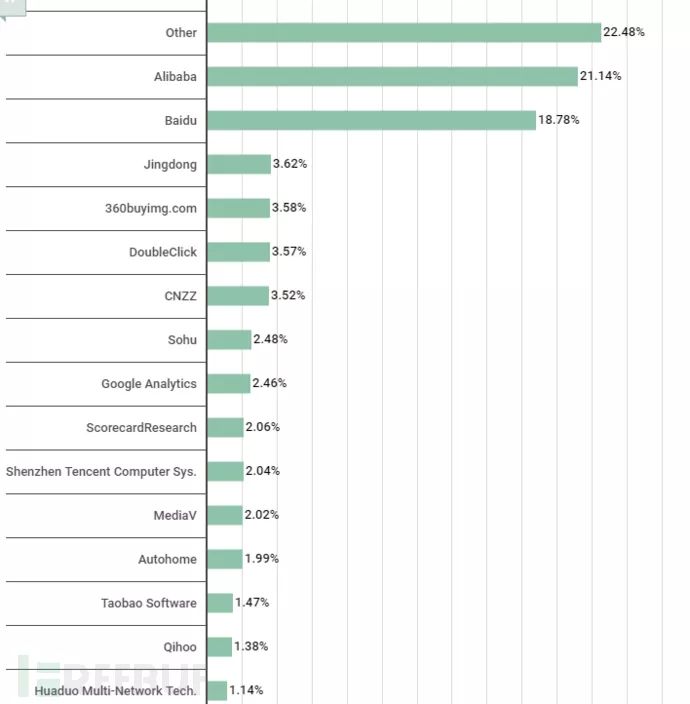 Other 22.48%
Alibaba 21.14%
Baidu 18.78%
Jingdong 3.62%
360buyimg.com 3.58%
DoubleClick 3.57%
CNZZ 3.52%
Sohu 2.48%
Google Analytics 2.46%
ScorecardResearch 2.06%
Shenzhen Tencent Computer Sys. 2.04%
MediaV 2.02%
Autohome 1.99%
Taobao Software 1.47%
Qihoo 1.38%
Huaduo Multi-Network Tech. 1.14%